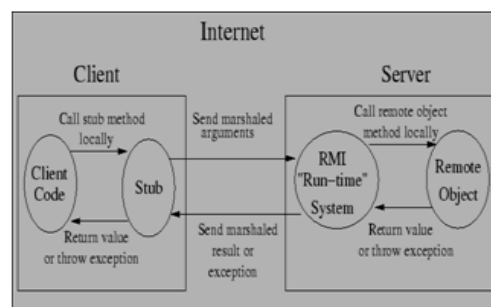 Internet
Client
Server
Call stub method
locally
Send marshaled
arguments
Call remote object
method locally
Client
Code
Stub
RMI
"Run-time"
System
Remote
Object
Return value
or throw exception
Send marshaled
result or
exception
Return value
or throw exception